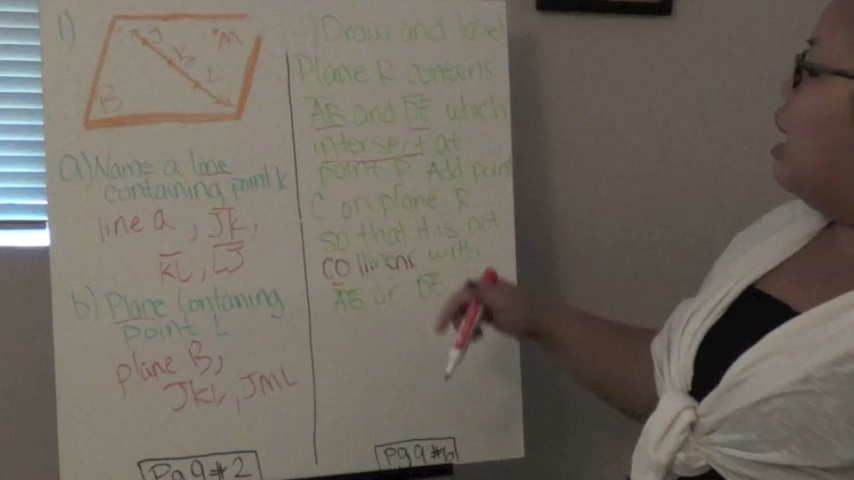 1)
J
K
L
M
B
a) Name a line
containing point K
line a, JK,
KL, LJ
b) Plane Containing
point L
plane B,
JKL, JML
Pg 9 #2
Draw and label
Plane R contains
AB and DE which
intersect at
point P. Add point
C on plane R
so that it is not
collinear with
AB or DE
Pg 9 #6